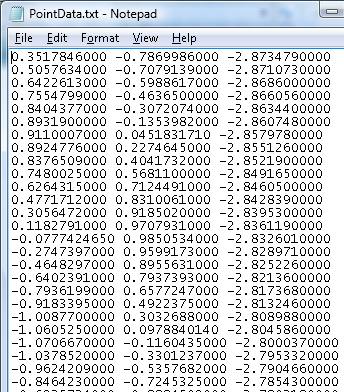 PointData.txt - Notepad
File Edit Format View Help
0.3517846000 -0.7869986000 -2.8734790000
0.5057634000 -0.7079139000 -2.8710730000
0.6422613000 -0.5988617000 -2.8686000000
0.7554799000 -0.4636500000 -2.8660560000
0.8404377000 -0.3072074000 -2.8634400000
0.8931900000 -0.1353982000 -2.8607480000
0.9110007000 0.0451831710 -2.8579780000
0.8924776000 0.2274645000 -2.8551260000
0.8376509000 0.4041732000 -2.8521900000
0.7480025000 0.5681100000 -2.8491650000
0.6264315000 0.7124491000 -2.8460500000
0.4771712000 0.8310061000 -2.8428390000
0.3056472000 0.9185020000 -2.8395300000
0.1182791000 0.9707931000 -2.8361190000
-0.0777424650 0.9850534000 -2.8326010000
-0.2747397000 0.9599173000 -2.8289710000
-0.4648297000 0.8955631000 -2.8252260000
-0.6402391000 0.7937393000 -2.8213600000
-0.7936199000 0.6577247000 -2.8173680000
-0.9183395000 0.4922375000 -2.8132460000
-1.0087700000 0.3032688000 -2.8089880000
-1.0605250000 0.0978840140 -2.8045860000
-1.0706670000 -0.1160435000 -2.8000370000
-1.0378520000 -0.3301237000 -2.7953320000
-0.9624209000 -0.5357682000 -2.7904660000
-0.8464230000 -0.7245325000 -2.7854300000